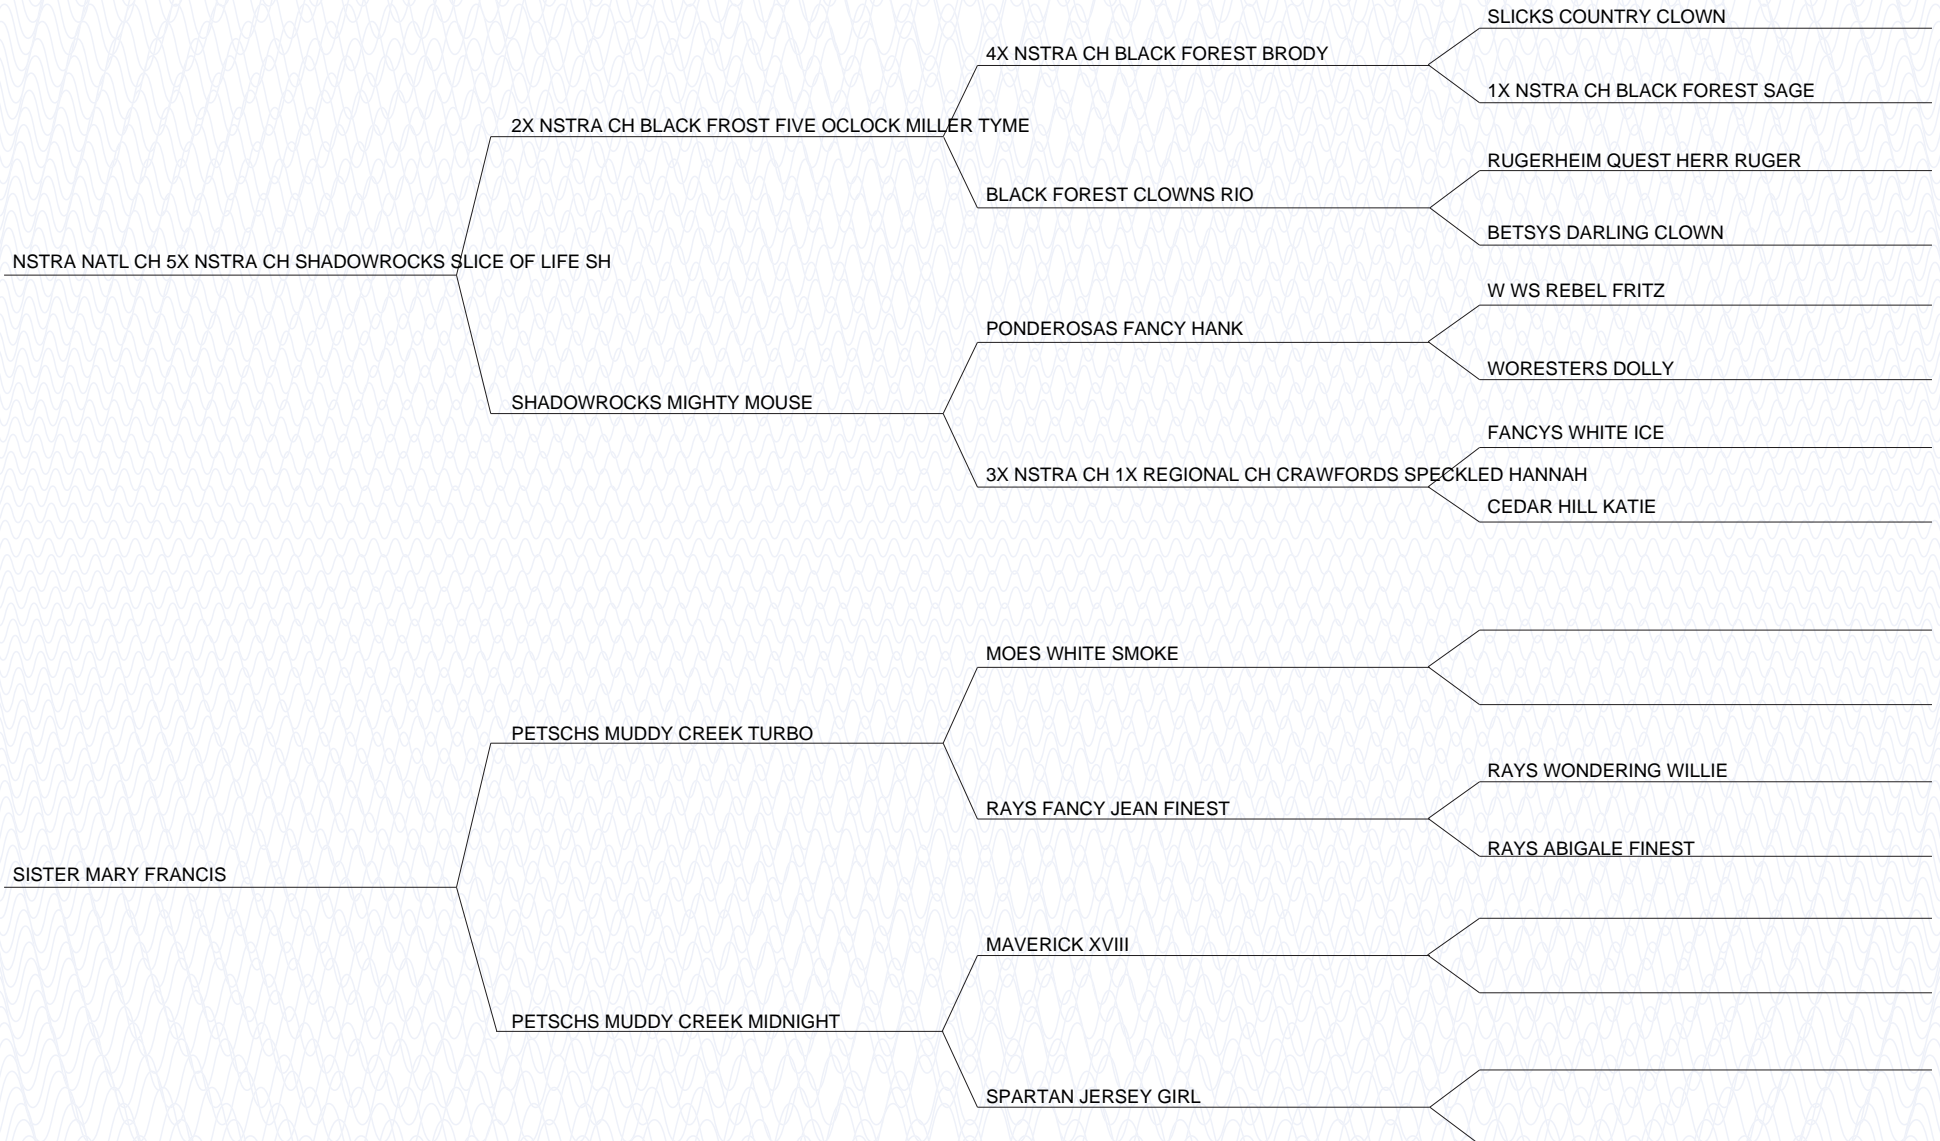 SLICKS COUNTRY CLOWN
4X NSTRA CH BLACK FOREST BRODY
1X NSTRA CH BLACK FOREST SAGE
2X NSTRA CH BLACK FROST FIVE OCLOCK MILLER TYME
RUGERHEIM QUEST HERR RUGER
BLACK FOREST CLOWNS RIO
BETSYS DARLING CLOWN
NSTRA NATL CH 5X NSTRA CH SHADOWROCKS SLICE OF LIFE SH
W WS REBEL FRITZ
PONDEROSAS FANCY HANK
WORESTERS DOLLY
SHADOWROCKS MIGHTY MOUSE
FANCYS WHITE ICE
3X NSTRA CH 1X REGIONAL CH CRAWFORDS SPECKLED HANNAH
CEDAR HILL KATIE
MOES WHITE SMOKE
PETSCHS MUDDY CREEK TURBO
RAYS WONDERING WILLIE
RAYS FANCY JEAN FINEST
RAYS ABIGALE FINEST
SISTER MARY FRANCIS
MAVERICK XVIII
PETSCHS MUDDY CREEK MIDNIGHT
SPARTAN JERSEY GIRL